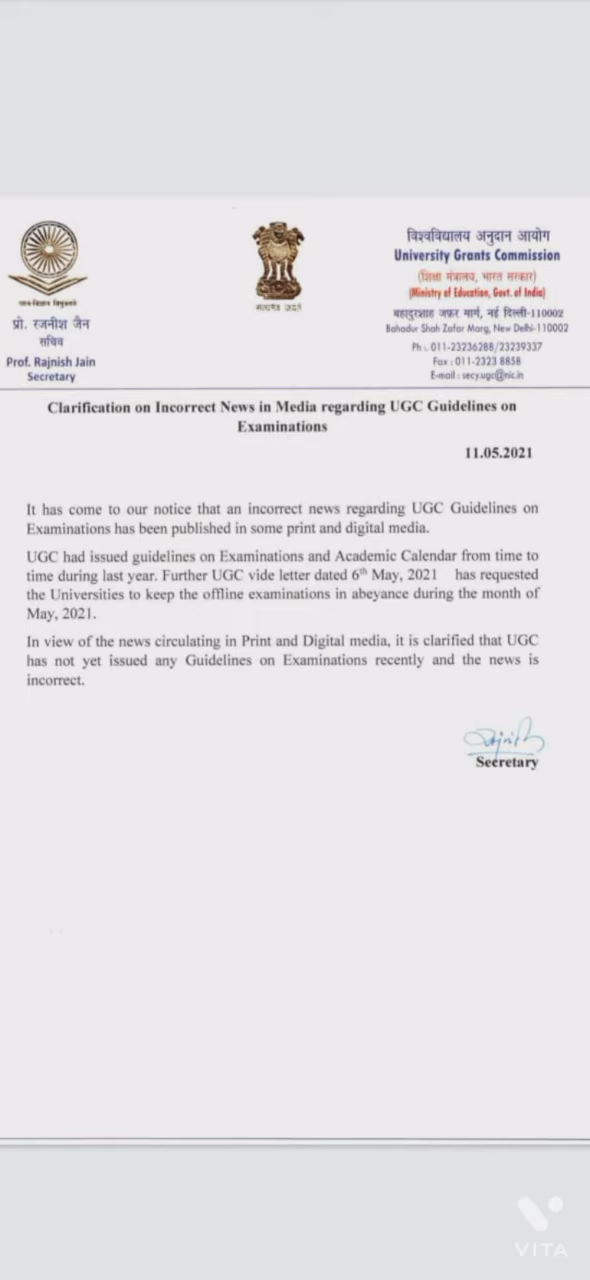 प्रो. रजनीश जैन
सचिव
Prof. Rajnish Jain
Secretary
सत्यमेव जयते
विश्वविद्यालय अनुदान आयोग
University Grants Commission
(शिक्षा मंत्रालय, भारत सरकार)
(Ministry of Education, Govt. of India)
बहादुरशाह ज़फ़र मार्ग, नई दिल्ली-110002
Bahadur Shah Zafar Marg, New Delhi-110002
Ph : 011-23236288/23239337
Fax : 011-2323 8858
E-mail : secy.ugc@nic.in
Clarification on Incorrect News in Media regarding UGC Guidelines on
Examinations
11.05.2021
It has come to our notice that an incorrect news regarding UGC Guidelines on
Examinations has been published in some print and digital media.
UGC had issued guidelines on Examinations and Academic Calendar from time to
time during last year. Further UGC vide letter dated 6th May, 2021 has requested
the Universities to keep the offline examinations in abeyance during the month of
May, 2021.
In view of the news circulating in Print and Digital media, it is clarified that UGC
has not yet issued any Guidelines on Examinations recently and the news is
incorrect.
Secretary
VITA